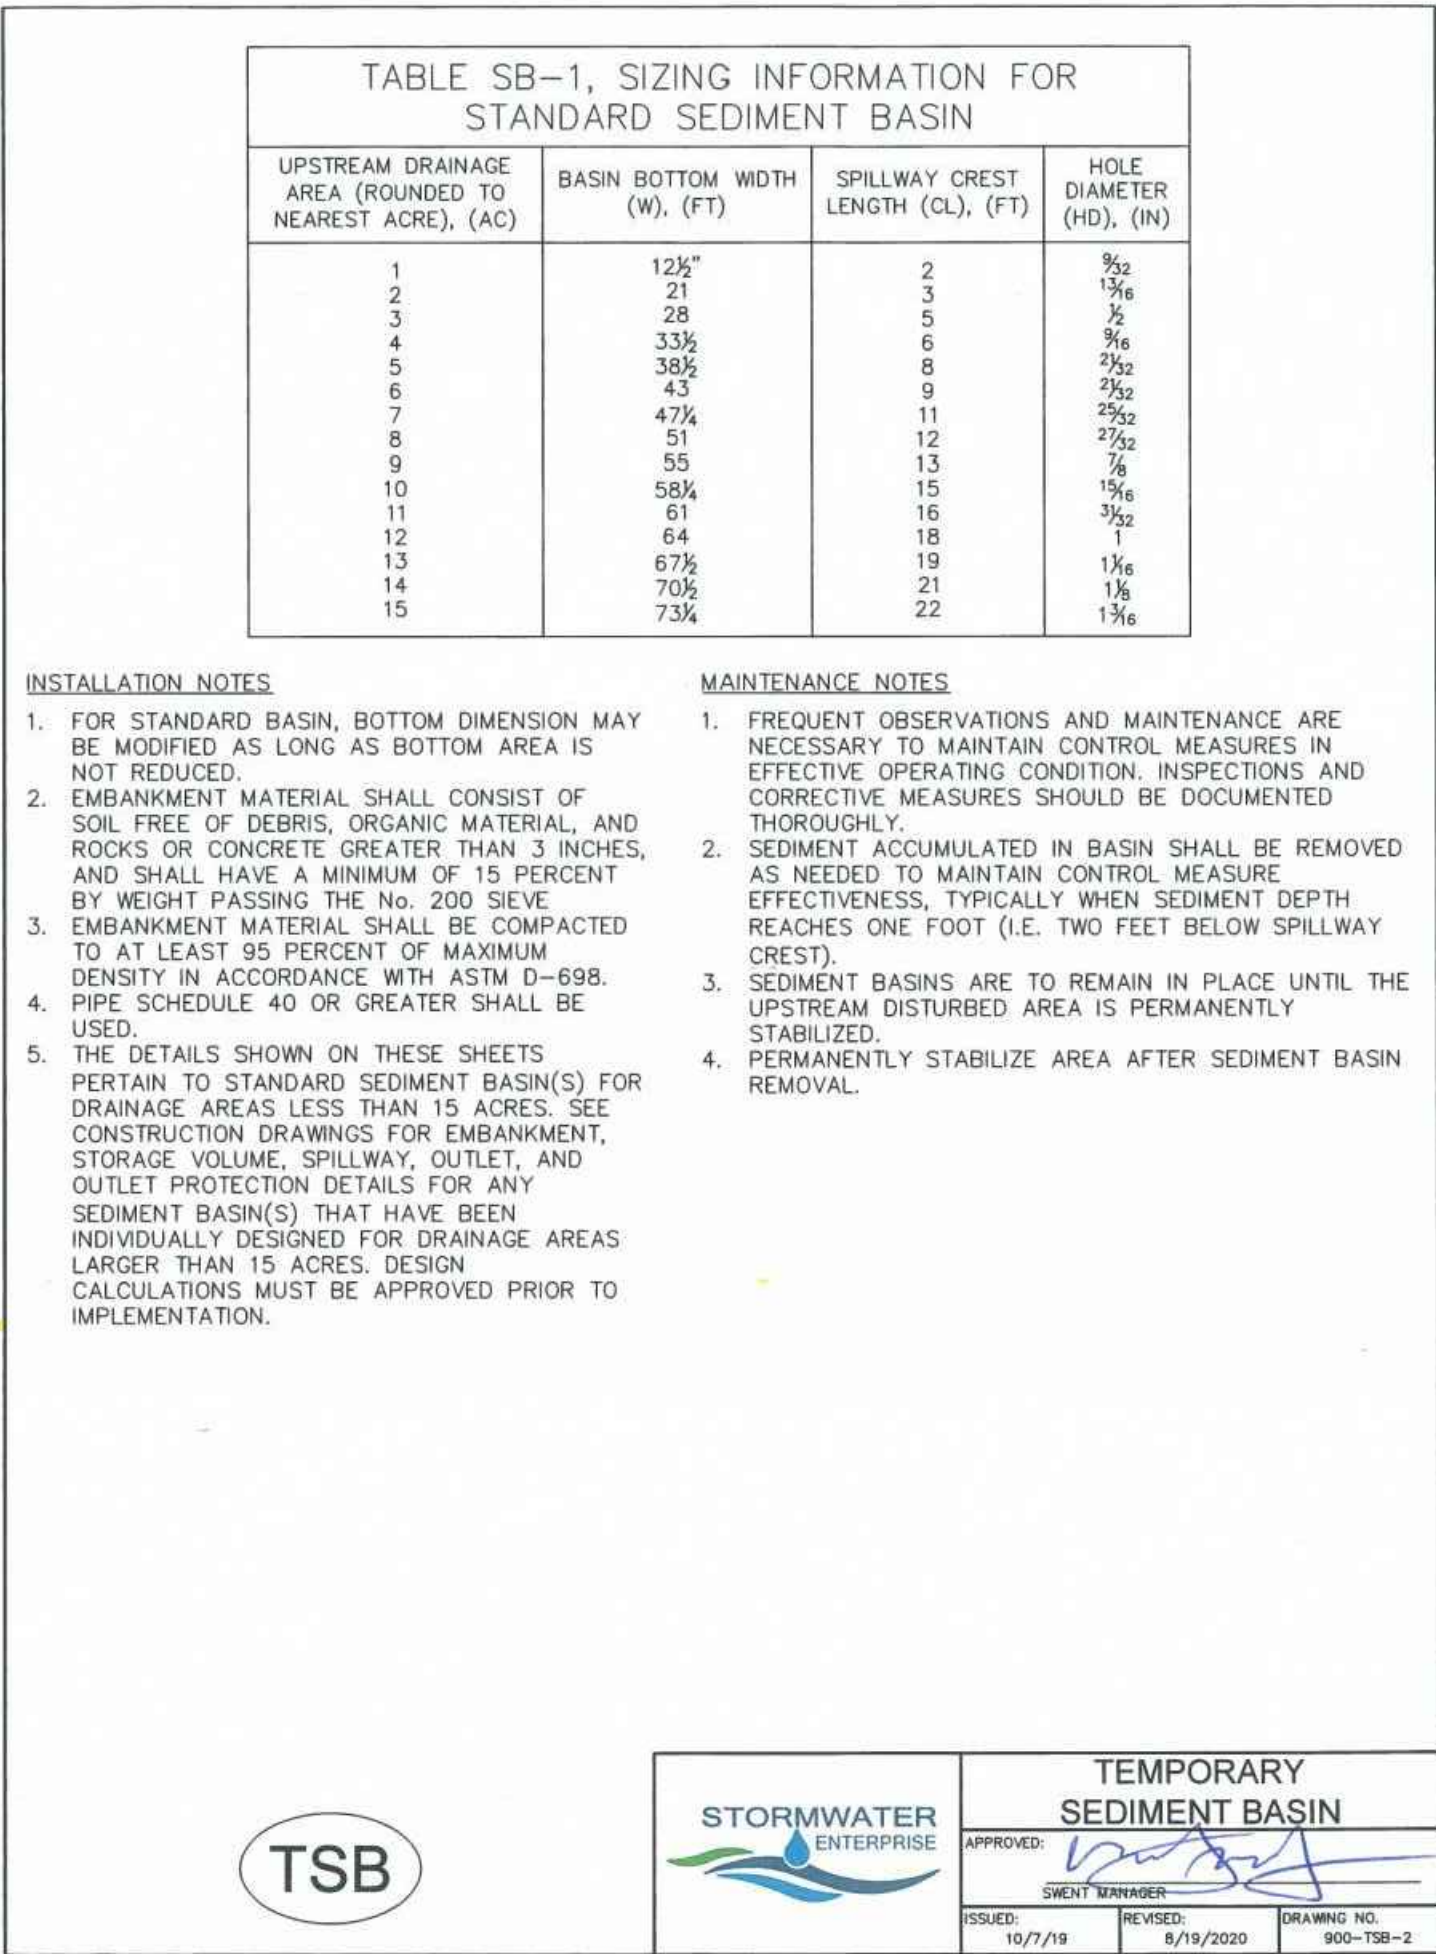 TABLE SB-1, SIZING INFORMATION FOR
STANDARD SEDIMENT BASIN
UPSTREAM DRAINAGE
AREA (ROUNDED TO
NEAREST ACRE), (AC)
BASIN BOTTOM WIDTH
(W), (FT)
SPILLWAY CREST
LENGTH (CL), (FT)
HOLE
DIAMETER
(HD), (IN)
1 12½" 2 9/32
2 21 3 13/16
3 28 5 ½
4 33½ 6 9/16
5 38½ 8 21/32
6 43 9 21/32
7 47¼ 11 25/32
8 51 12 27/32
9 55 13 7/8
10 58¼ 15 15/16
11 61 16 31/32
12 64 18 1
13 67½ 19 1 1/16
14 70½ 21 1 1/8
15 73¼ 22 1 3/16
INSTALLATION NOTES
1. FOR STANDARD BASIN, BOTTOM DIMENSION MAY
BE MODIFIED AS LONG AS BOTTOM AREA IS
NOT REDUCED.
2. EMBANKMENT MATERIAL SHALL CONSIST OF
SOIL FREE OF DEBRIS, ORGANIC MATERIAL, AND
ROCKS OR CONCRETE GREATER THAN 3 INCHES,
AND SHALL HAVE A MINIMUM OF 15 PERCENT
BY WEIGHT PASSING THE No. 200 SIEVE
3. EMBANKMENT MATERIAL SHALL BE COMPACTED
TO AT LEAST 95 PERCENT OF MAXIMUM
DENSITY IN ACCORDANCE WITH ASTM D-698.
4. PIPE SCHEDULE 40 OR GREATER SHALL BE
USED.
5. THE DETAILS SHOWN ON THESE SHEETS
PERTAIN TO STANDARD SEDIMENT BASIN(S) FOR
DRAINAGE AREAS LESS THAN 15 ACRES. SEE
CONSTRUCTION DRAWINGS FOR EMBANKMENT,
STORAGE VOLUME, SPILLWAY, OUTLET, AND
OUTLET PROTECTION DETAILS FOR ANY
SEDIMENT BASIN(S) THAT HAVE BEEN
INDIVIDUALLY DESIGNED FOR DRAINAGE AREAS
LARGER THAN 15 ACRES. DESIGN
CALCULATIONS MUST BE APPROVED PRIOR TO
IMPLEMENTATION.
MAINTENANCE NOTES
1. FREQUENT OBSERVATIONS AND MAINTENANCE ARE
NECESSARY TO MAINTAIN CONTROL MEASURES IN
EFFECTIVE OPERATING CONDITION. INSPECTIONS AND
CORRECTIVE MEASURES SHOULD BE DOCUMENTED
THOROUGHLY.
2. SEDIMENT ACCUMULATED IN BASIN SHALL BE REMOVED
AS NEEDED TO MAINTAIN CONTROL MEASURE
EFFECTIVENESS, TYPICALLY WHEN SEDIMENT DEPTH
REACHES ONE FOOT (I.E. TWO FEET BELOW SPILLWAY
CREST).
3. SEDIMENT BASINS ARE TO REMAIN IN PLACE UNTIL THE
UPSTREAM DISTURBED AREA IS PERMANENTLY
STABILIZED.
4. PERMANENTLY STABILIZE AREA AFTER SEDIMENT BASIN
REMOVAL.
TSB
STORMWATER
ENTERPRISE
TEMPORARY
SEDIMENT BASIN
APPROVED:
SWENT MANAGER
ISSUED:
10/7/19
REVISED:
8/19/2020
DRAWING NO.
900-TSB-2